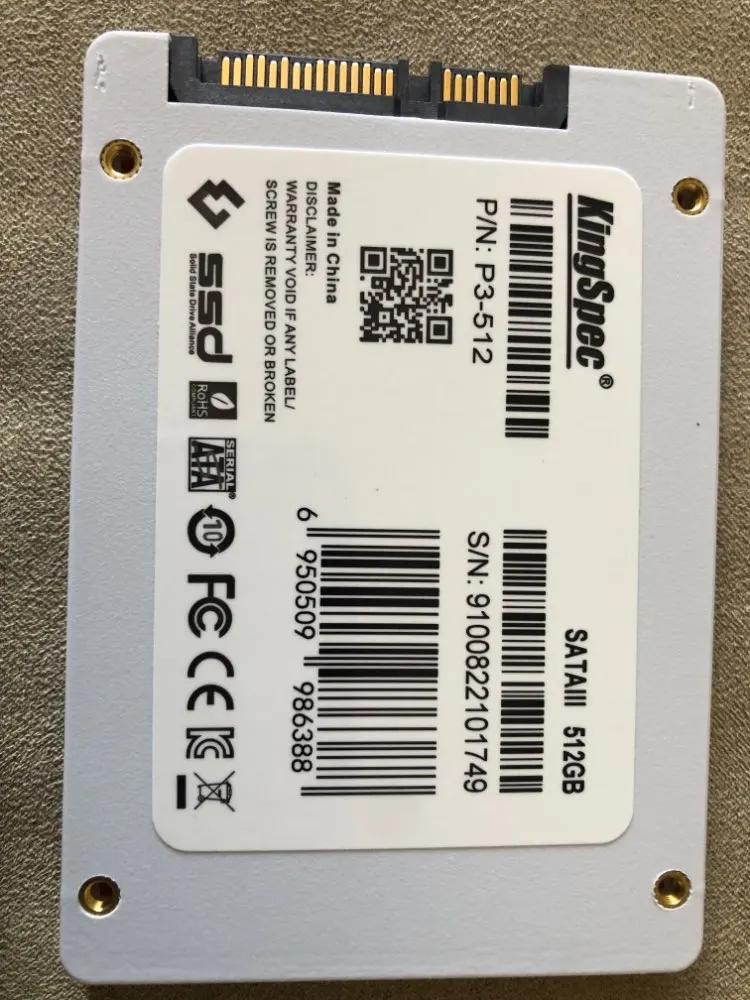 KingSpec®
SATAIII 512GB
P/N: P3-512
S/N: 9100822101749
Made in China
DISCLAIMER:
WARRANTY VOID IF ANY LABEL/
SCREW IS REMOVED OR BROKEN
6 950509 986388
ssd
Solid State Drive Alliance
RoHS
COMPLIANT
SERIAL®
ATA
10
FC
CE